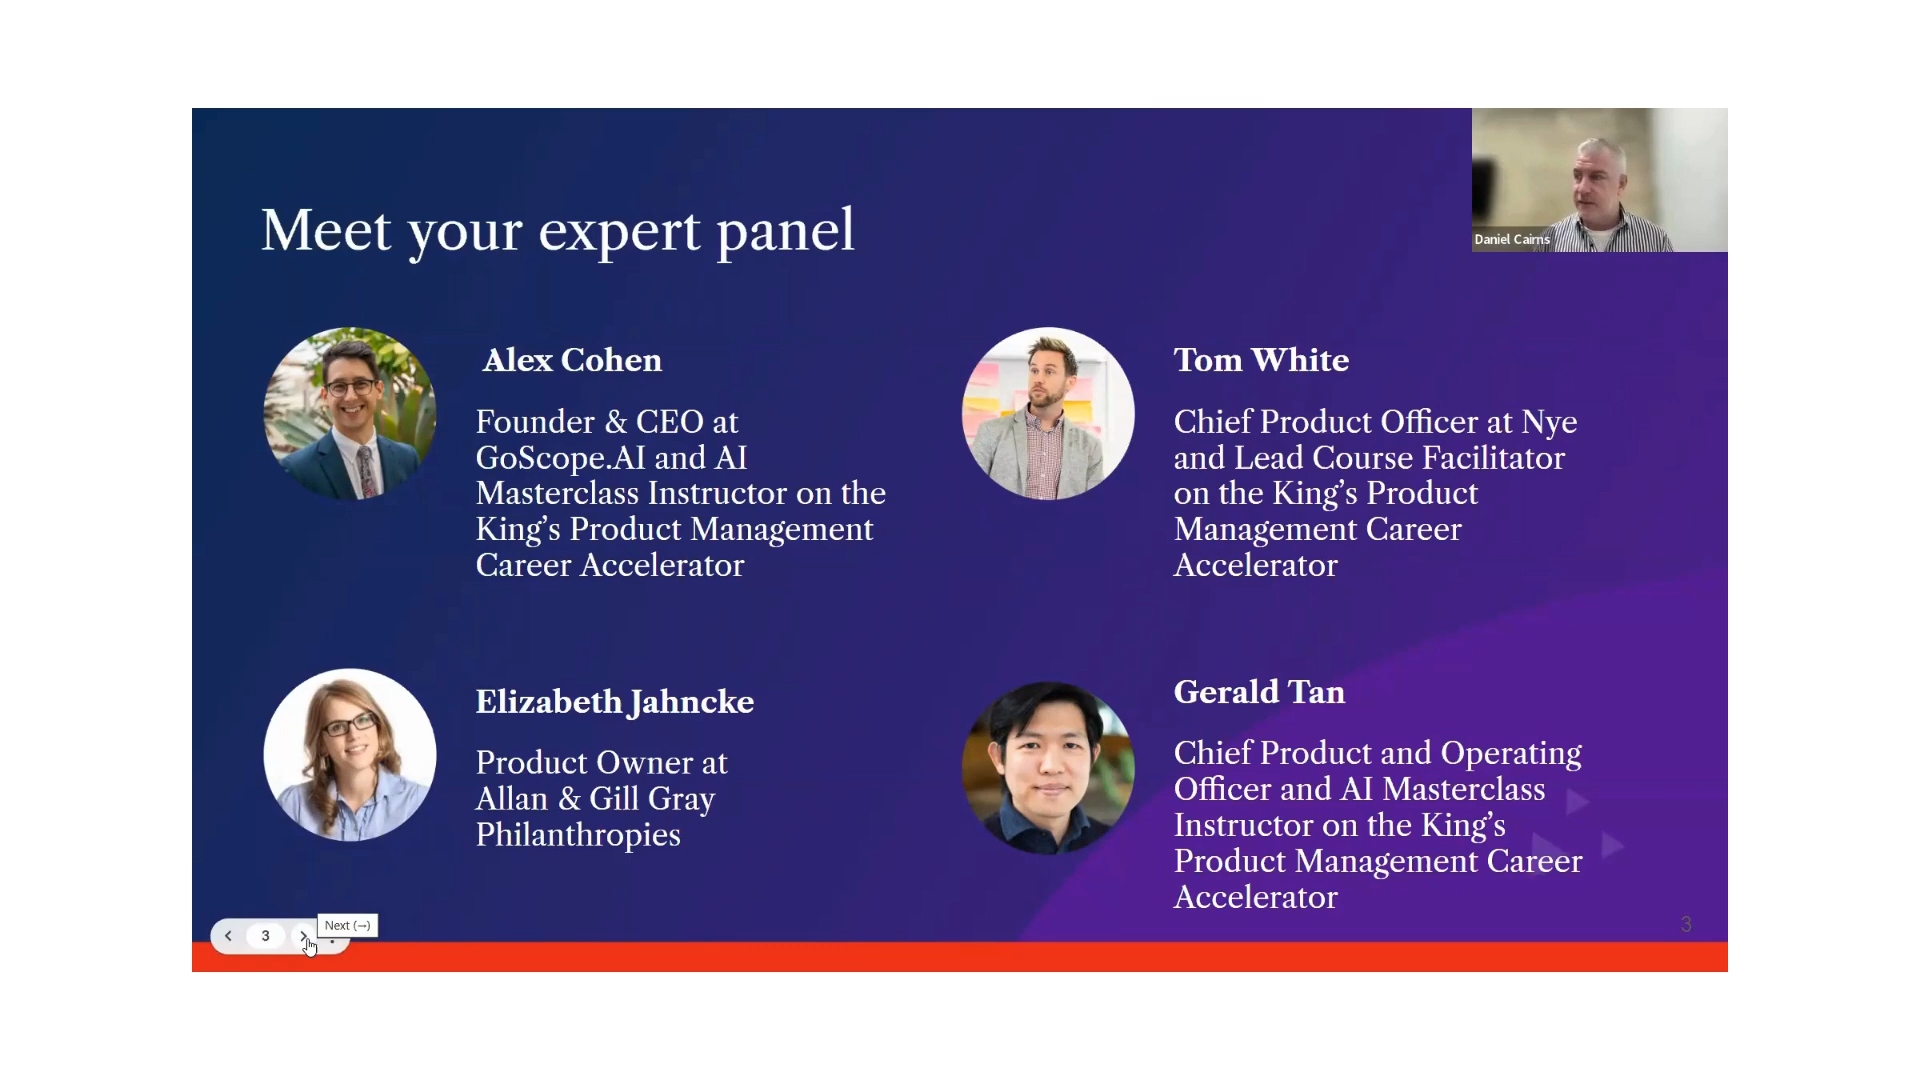 Meet your expert panel
Daniel Cairns
Alex Cohen
Founder & CEO at
GoScope.AI and AI
Masterclass Instructor on the
King’s Product Management
Career Accelerator
Tom White
Chief Product Officer at Nye
and Lead Course Facilitator
on the King’s Product
Management Career
Accelerator
Elizabeth Jahncke
Product Owner at
Allan & Gill Gray
Philanthropies
Gerald Tan
Chief Product and Operating
Officer and AI Masterclass
Instructor on the King’s
Product Management Career
Accelerator
3
Next (→)
3